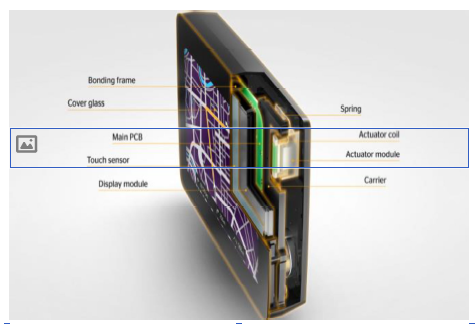 Bonding frame
Cover glass
Main PCB
Touch sensor
Display module
Spring
Actuator coil
Actuator module
Carrier